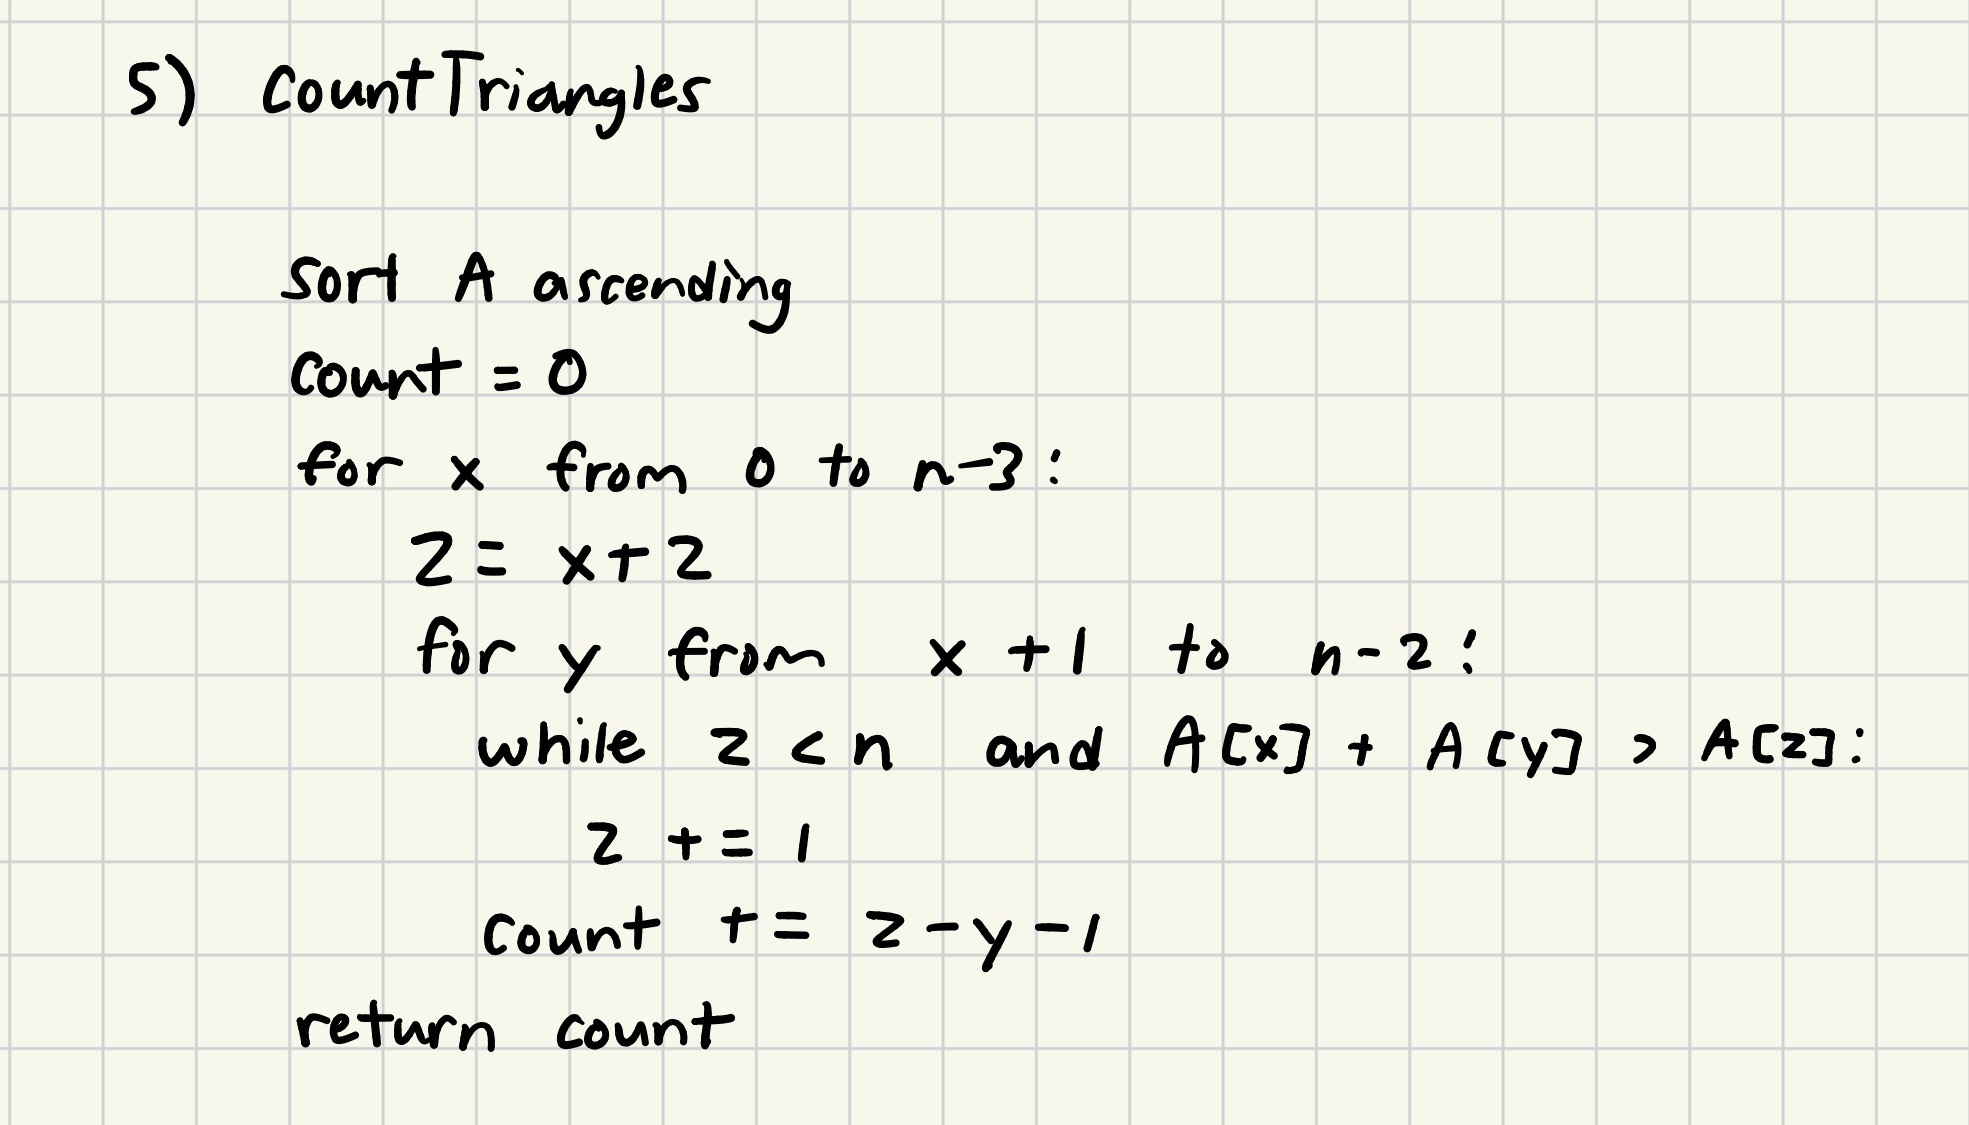 5) CountTriangles
sort A ascending
count = 0
for x from 0 to n-3:
z = x+2
for y from x +1 to n-2:
while z < n and A[x] + A[y] > A[z]:
z += 1
count += z-y-1
return count